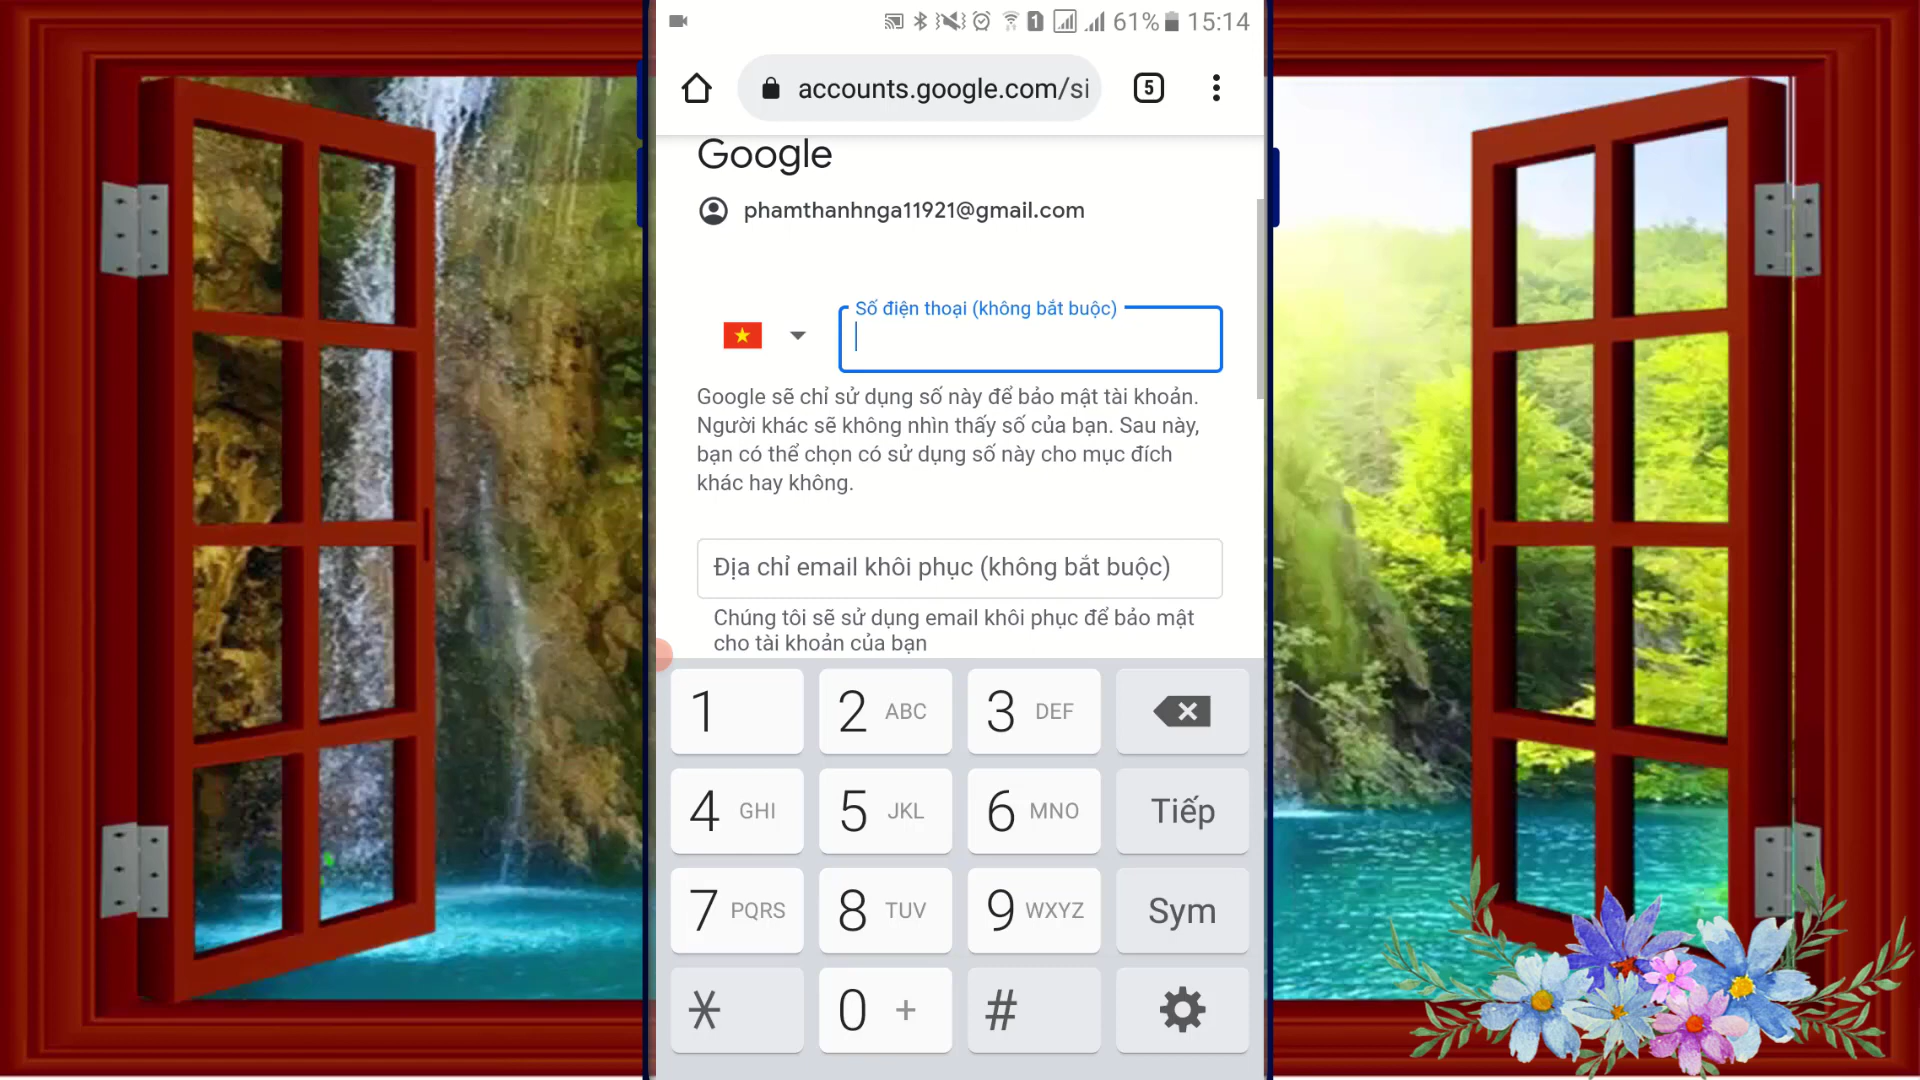 61% 15:14
accounts.google.com/si 5
Google
phamthanhnga11921@gmail.com
Số điện thoại (không bắt buộc)
Google sẽ chỉ sử dụng số này để bảo mật tài khoản.
Người khác sẽ không nhìn thấy số của bạn. Sau này,
bạn có thể chọn có sử dụng số này cho mục đích
khác hay không.
Địa chỉ email khôi phục (không bắt buộc)
Chúng tôi sẽ sử dụng email khôi phục để bảo mật
cho tài khoản của bạn
1 2 ABC 3 DEF
4 GHI 5 JKL 6 MNO Tiếp
7 PQRS 8 TUV 9 WXYZ Sym
* 0 + #